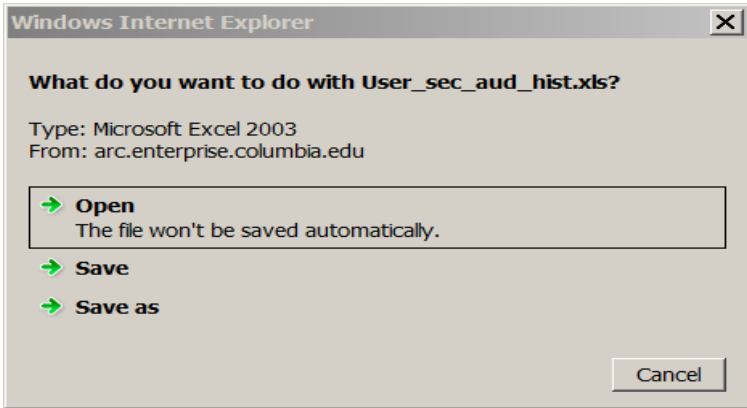 Windows Internet Explorer
What do you want to do with User_sec_aud_hist.xls?
Type: Microsoft Excel 2003
From: arc.enterprise.columbia.edu
Open
The file won't be saved automatically.
Save
Save as
Cancel